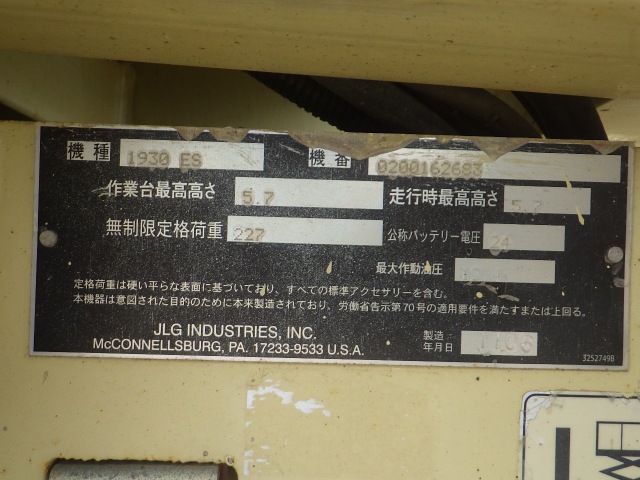 機種 1930 ES 機番 0200162693
作業台最高高さ 5.7 走行時最高高さ 5.7
無制限定格荷重 227 公称バッテリー電圧 24
最大作動油圧
定格荷重は硬い平らな表面に基づいており、すべての標準アクセサリーを含む。
本機器は意図された目的のために本来製造されており、労働省告示第70号の適用要件を満たすまたは上回る。
JLG INDUSTRIES, INC.
McCONNELLSBURG, PA. 17233-9533 U.S.A.
製造年月日
3252749B